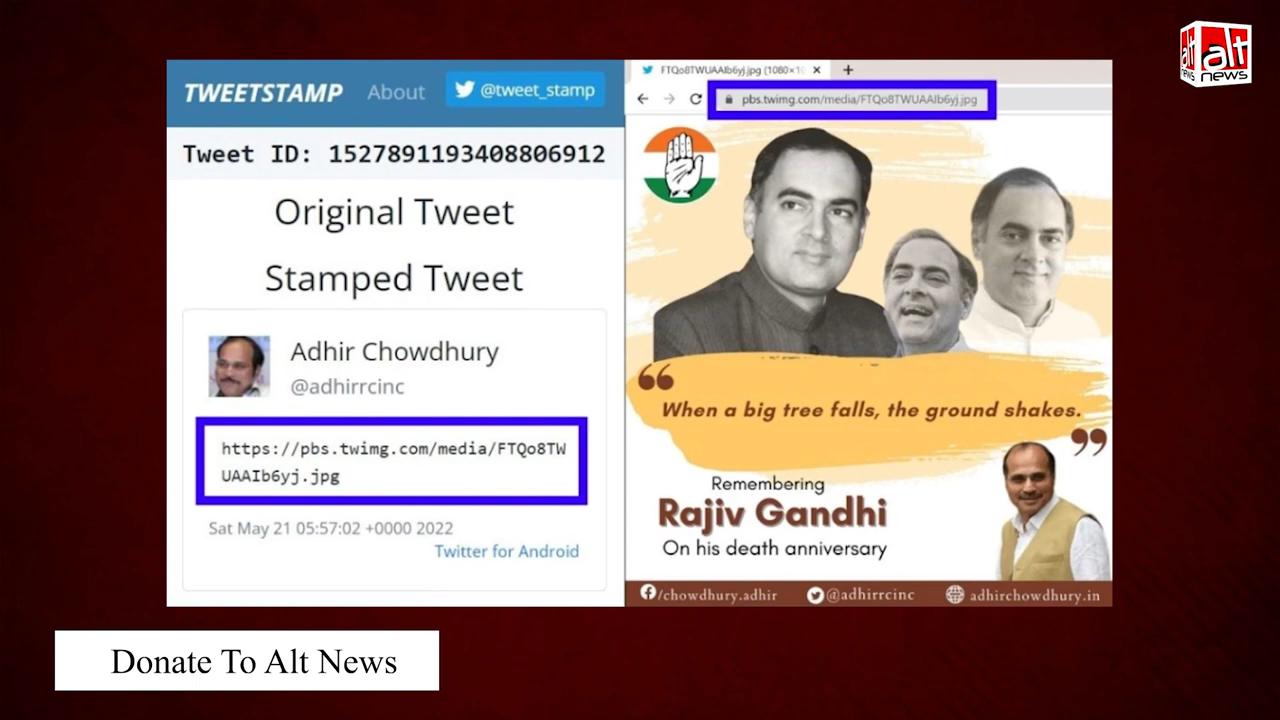 alt
alt
NEWS
news
TWEETSTAMP About @tweet_stamp
Tweet ID: 1527891193408806912
Original Tweet
Stamped Tweet
Adhir Chowdhury
@adhirrcinc
https://pbs.twimg.com/media/FTQo8TW
UAAIb6yj.jpg
Sat May 21 05:57:02 +0000 2022
Twitter for Android
FTQo8TWUAAIb6yj.jpg (1080×10
pbs.twimg.com/media/FTQo8TWUAAIb6yj.jpg
“
When a big tree falls, the ground shakes.
”
Remembering
Rajiv Gandhi
On his death anniversary
/chowdhury.adhir @adhirrcinc adhirchowdhury.in
Donate To Alt News